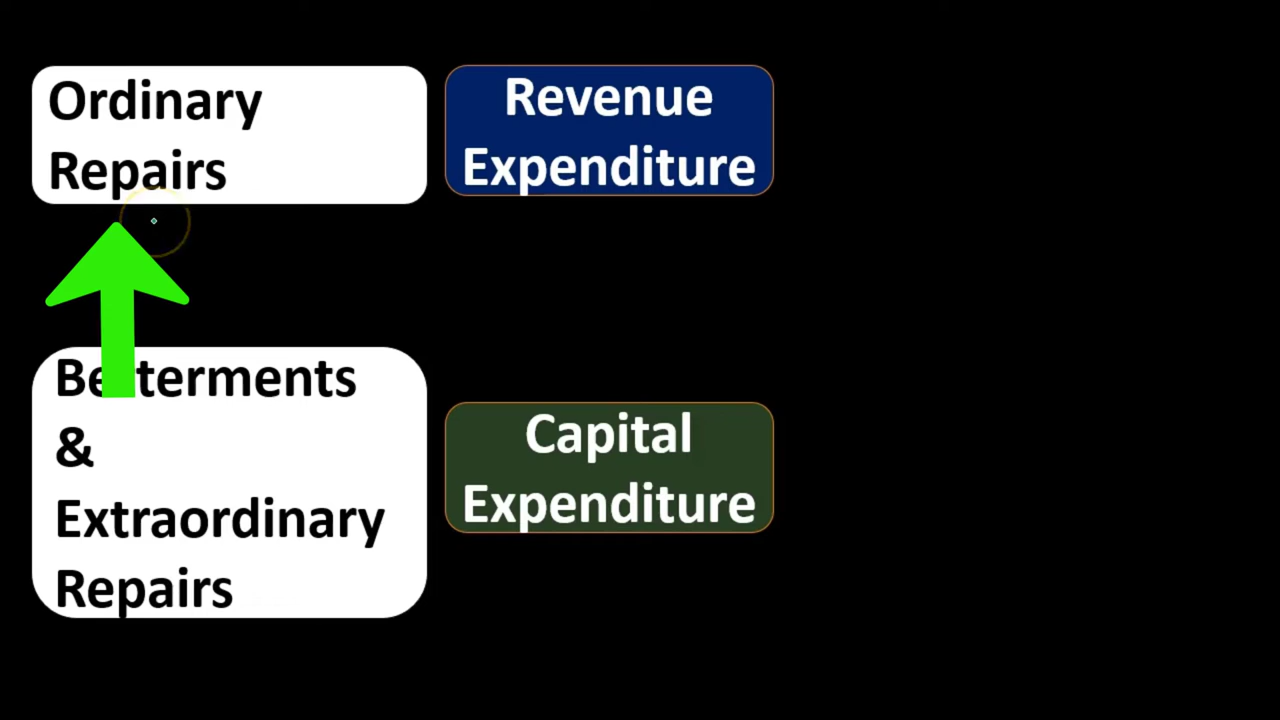 Ordinary
Repairs
Revenue
Expenditure
Betterments
&
Extraordinary
Repairs
Capital
Expenditure